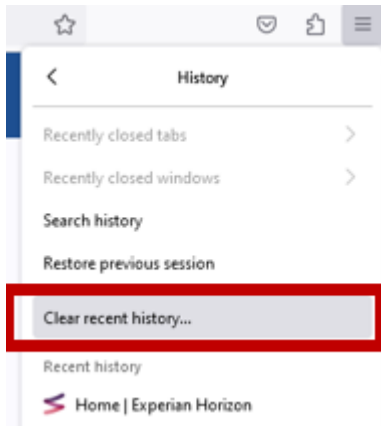 History
Recently closed tabs
Recently closed windows
Search history
Restore previous session
Clear recent history...
Recent history
Home | Experian Horizon